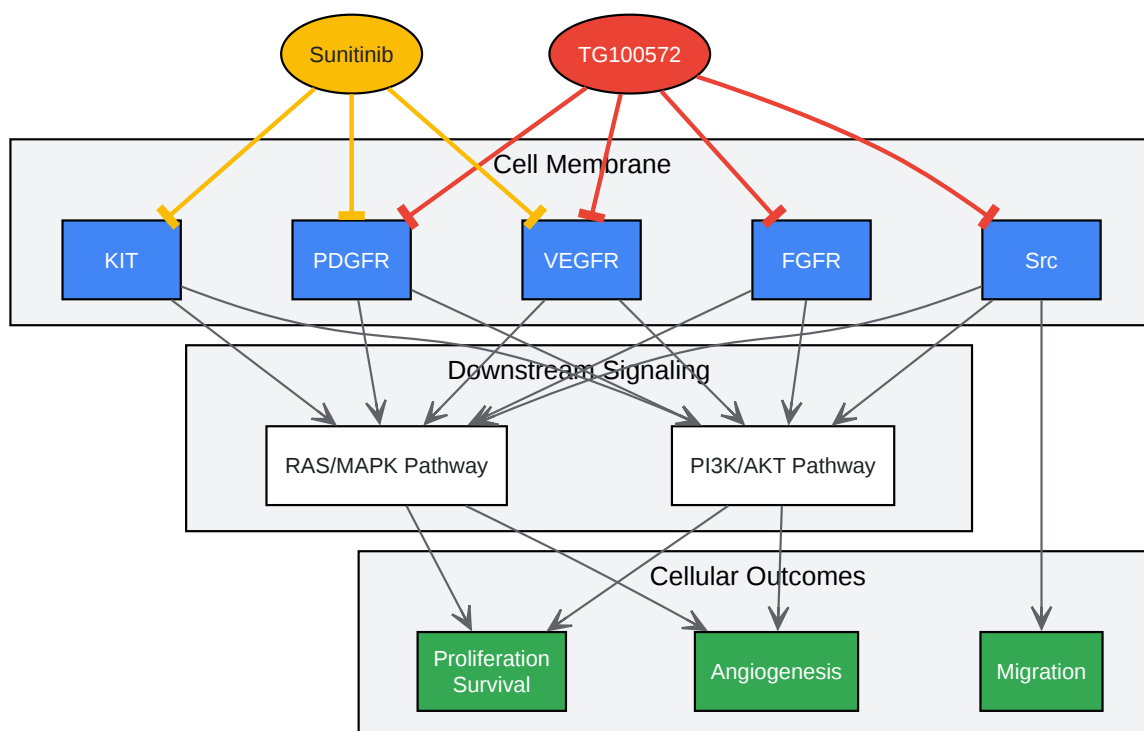 Sunitinib
TG100572
Cell Membrane
KIT
PDGFR
VEGFR
FGFR
Src
Downstream Signaling
RAS/MAPK Pathway
PI3K/AKT Pathway
Cellular Outcomes
Proliferation
Survival
Angiogenesis
Migration